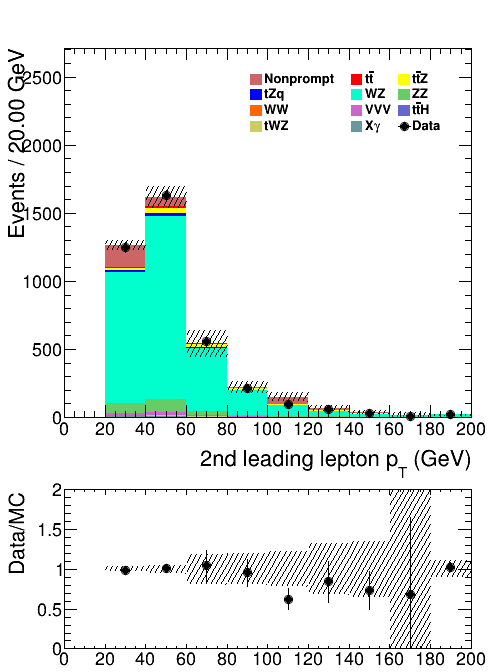 Events / 20.00 GeV
2500
2000
1500
1000
500
0
Nonprompt tt̄ tt̄Z
tZq WZ ZZ
WW VVV tt̄H
tWZ Xγ Data
0 20 40 60 80 100 120 140 160 180 200
2nd leading lepton pT (GeV)
Data/MC
2
1.5
1
0.5
0
0 20 40 60 80 100 120 140 160 180 200